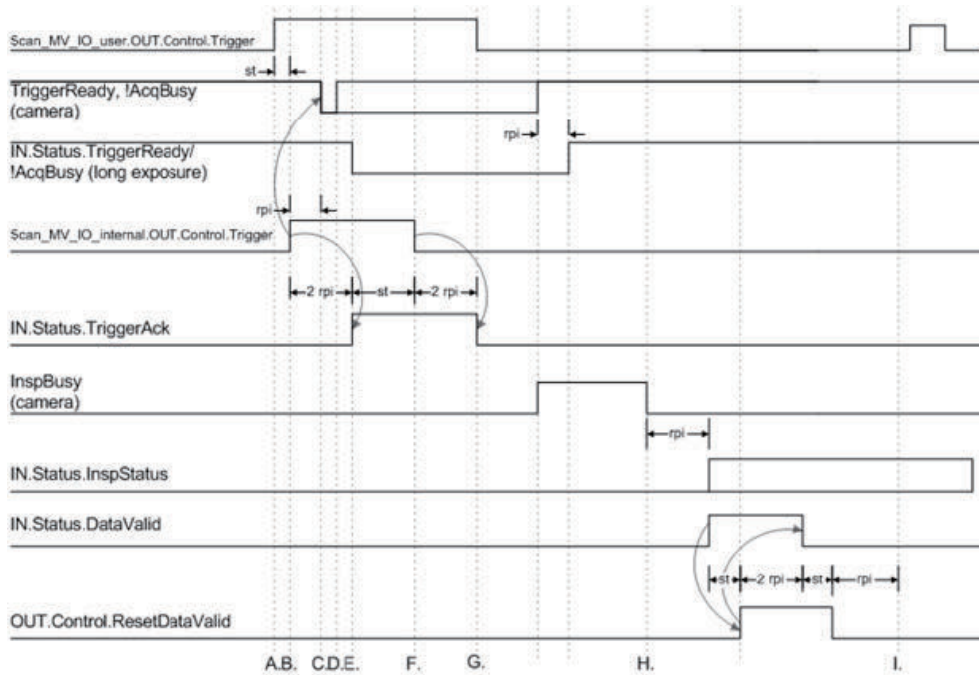 Scan_MV_IO_user.OUT.Control.Trigger
st
TriggerReady, !AcqBusy
(camera)
rpi
IN.Status.TriggerReady/
!AcqBusy (long exposure)
rpi
Scan_MV_IO_internal.OUT.Control.Trigger
2 rpi st 2 rpi
IN.Status.TriggerAck
InspBusy
(camera)
rpi
IN.Status.InspStatus
IN.Status.DataValid
st 2 rpi st rpi
OUT.Control.ResetDataValid
A.B. C.D.E. F. G. H. I.